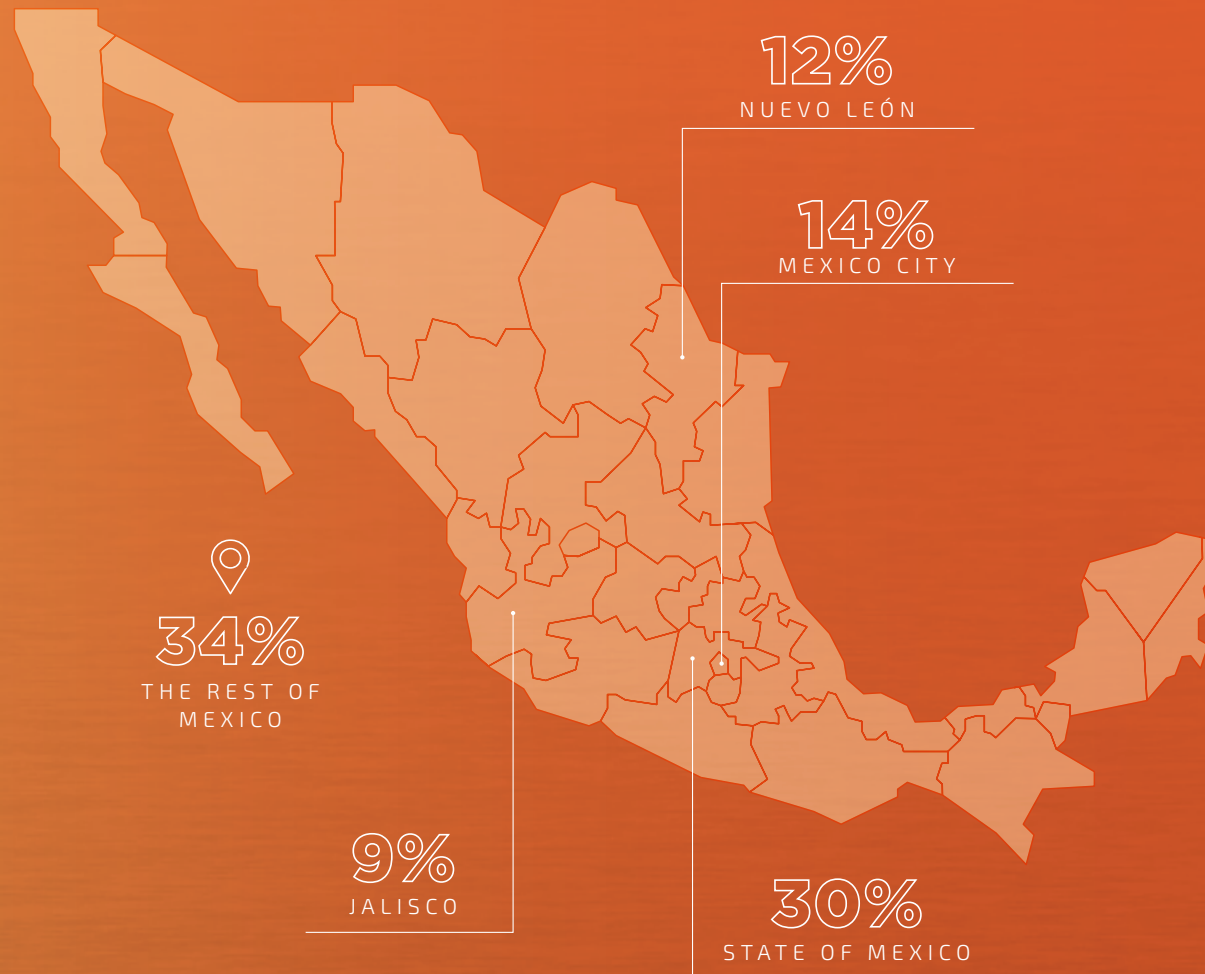 12%
NUEVO LEÓN
14%
MEXICO CITY
34%
THE REST OF
MEXICO
9%
JALISCO
30%
STATE OF MEXICO